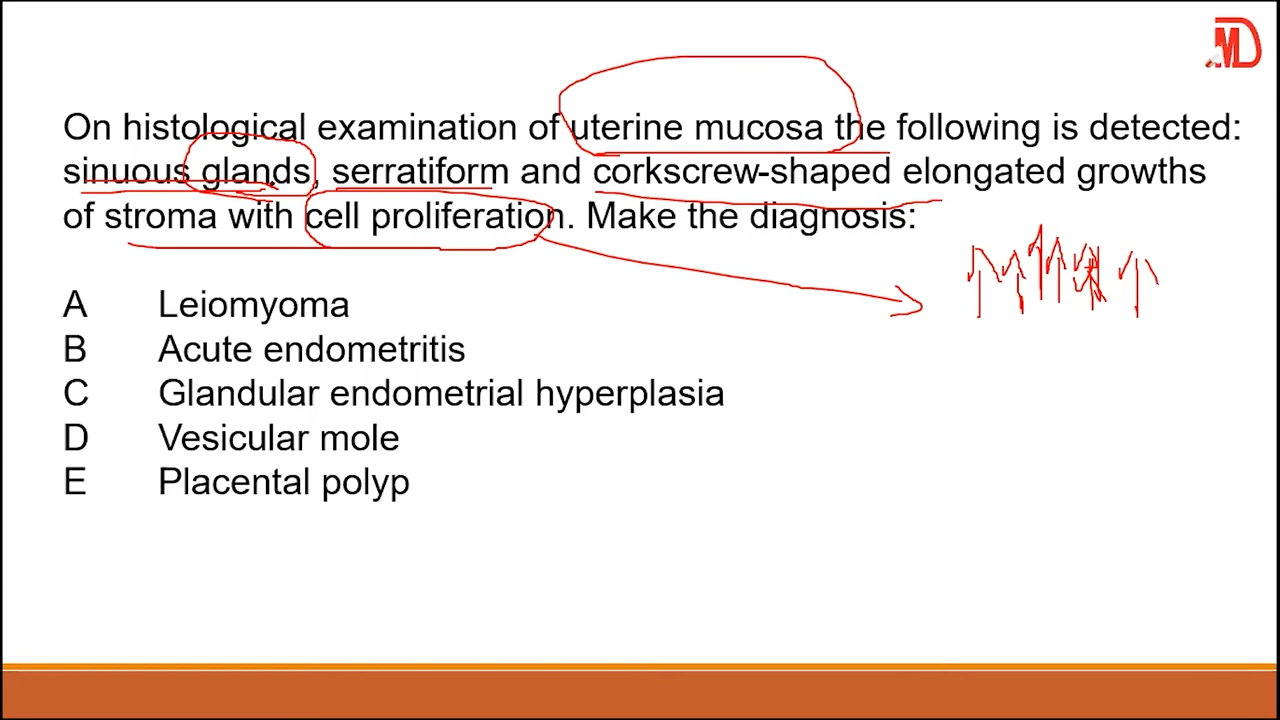 MD
On histological examination of uterine mucosa the following is detected:
sinuous glands, serratiform and corkscrew-shaped elongated growths
of stroma with cell proliferation. Make the diagnosis:
A Leiomyoma
B Acute endometritis
C Glandular endometrial hyperplasia
D Vesicular mole
E Placental polyp